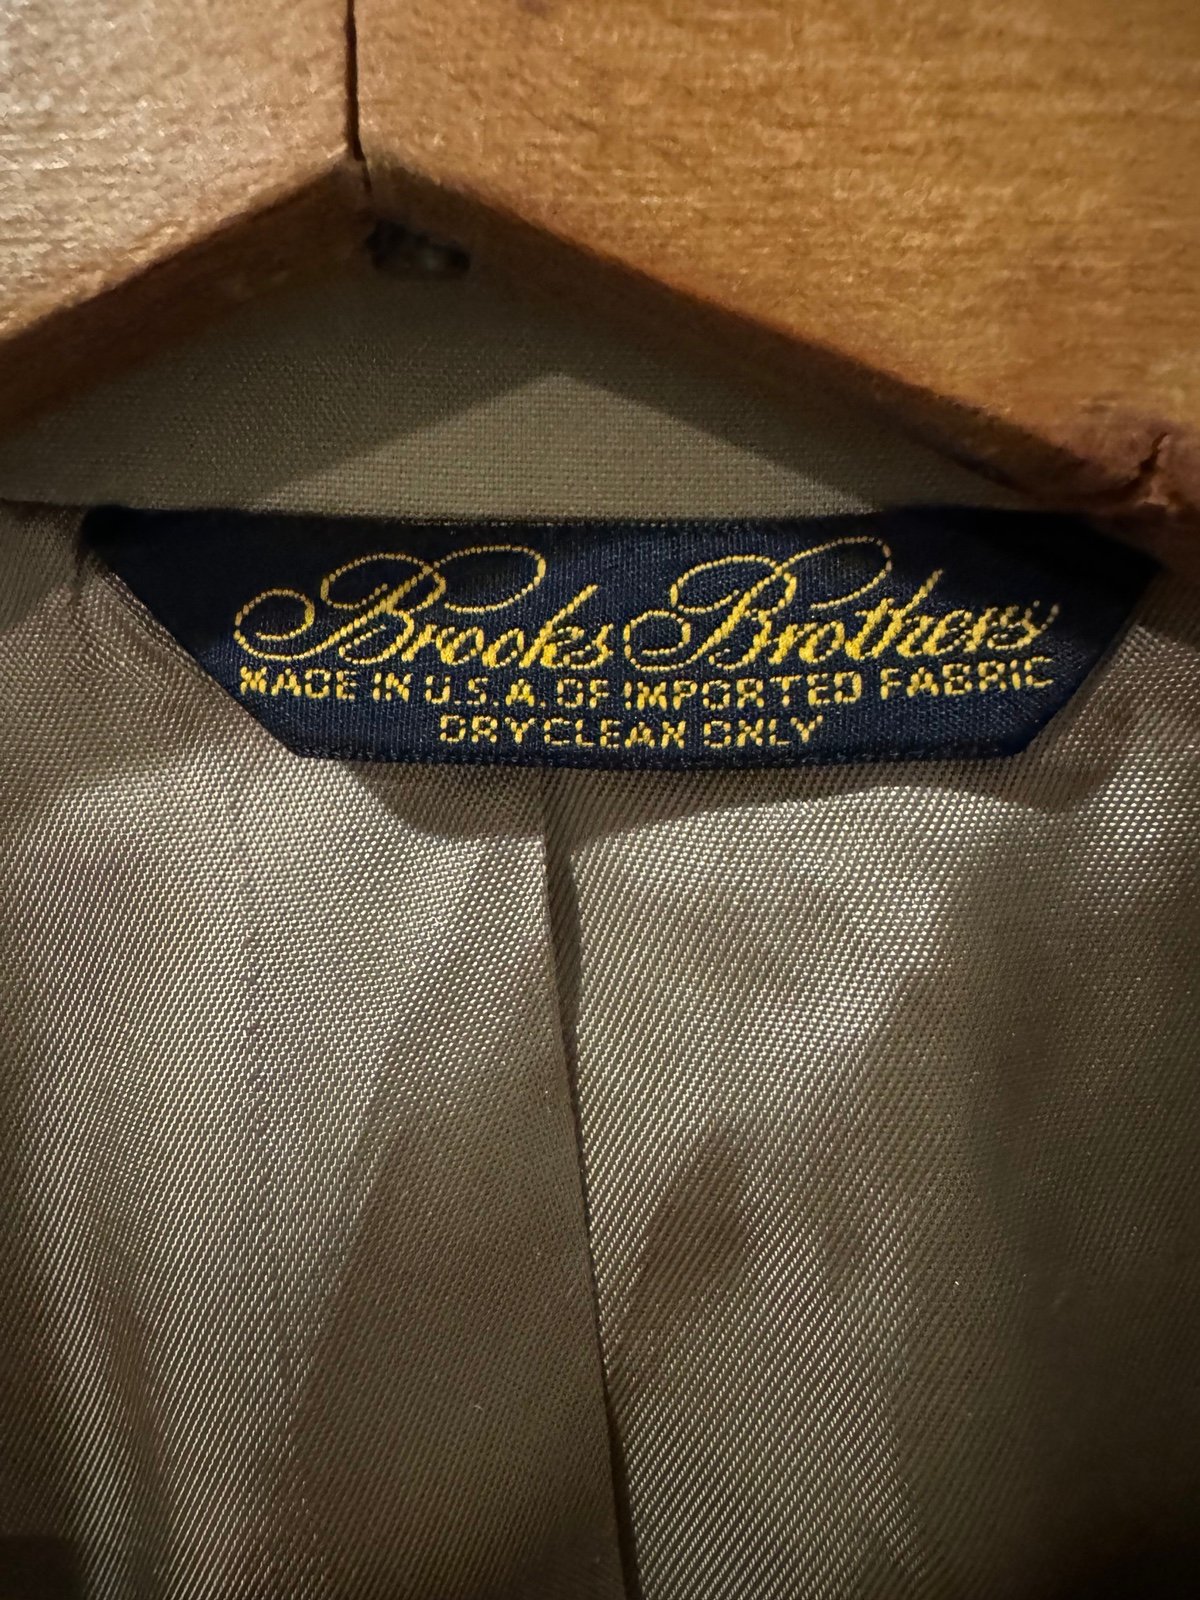 Brooks Brothers
MADE IN U.S.A. OF IMPORTED FABRIC
DRYCLEAN ONLY